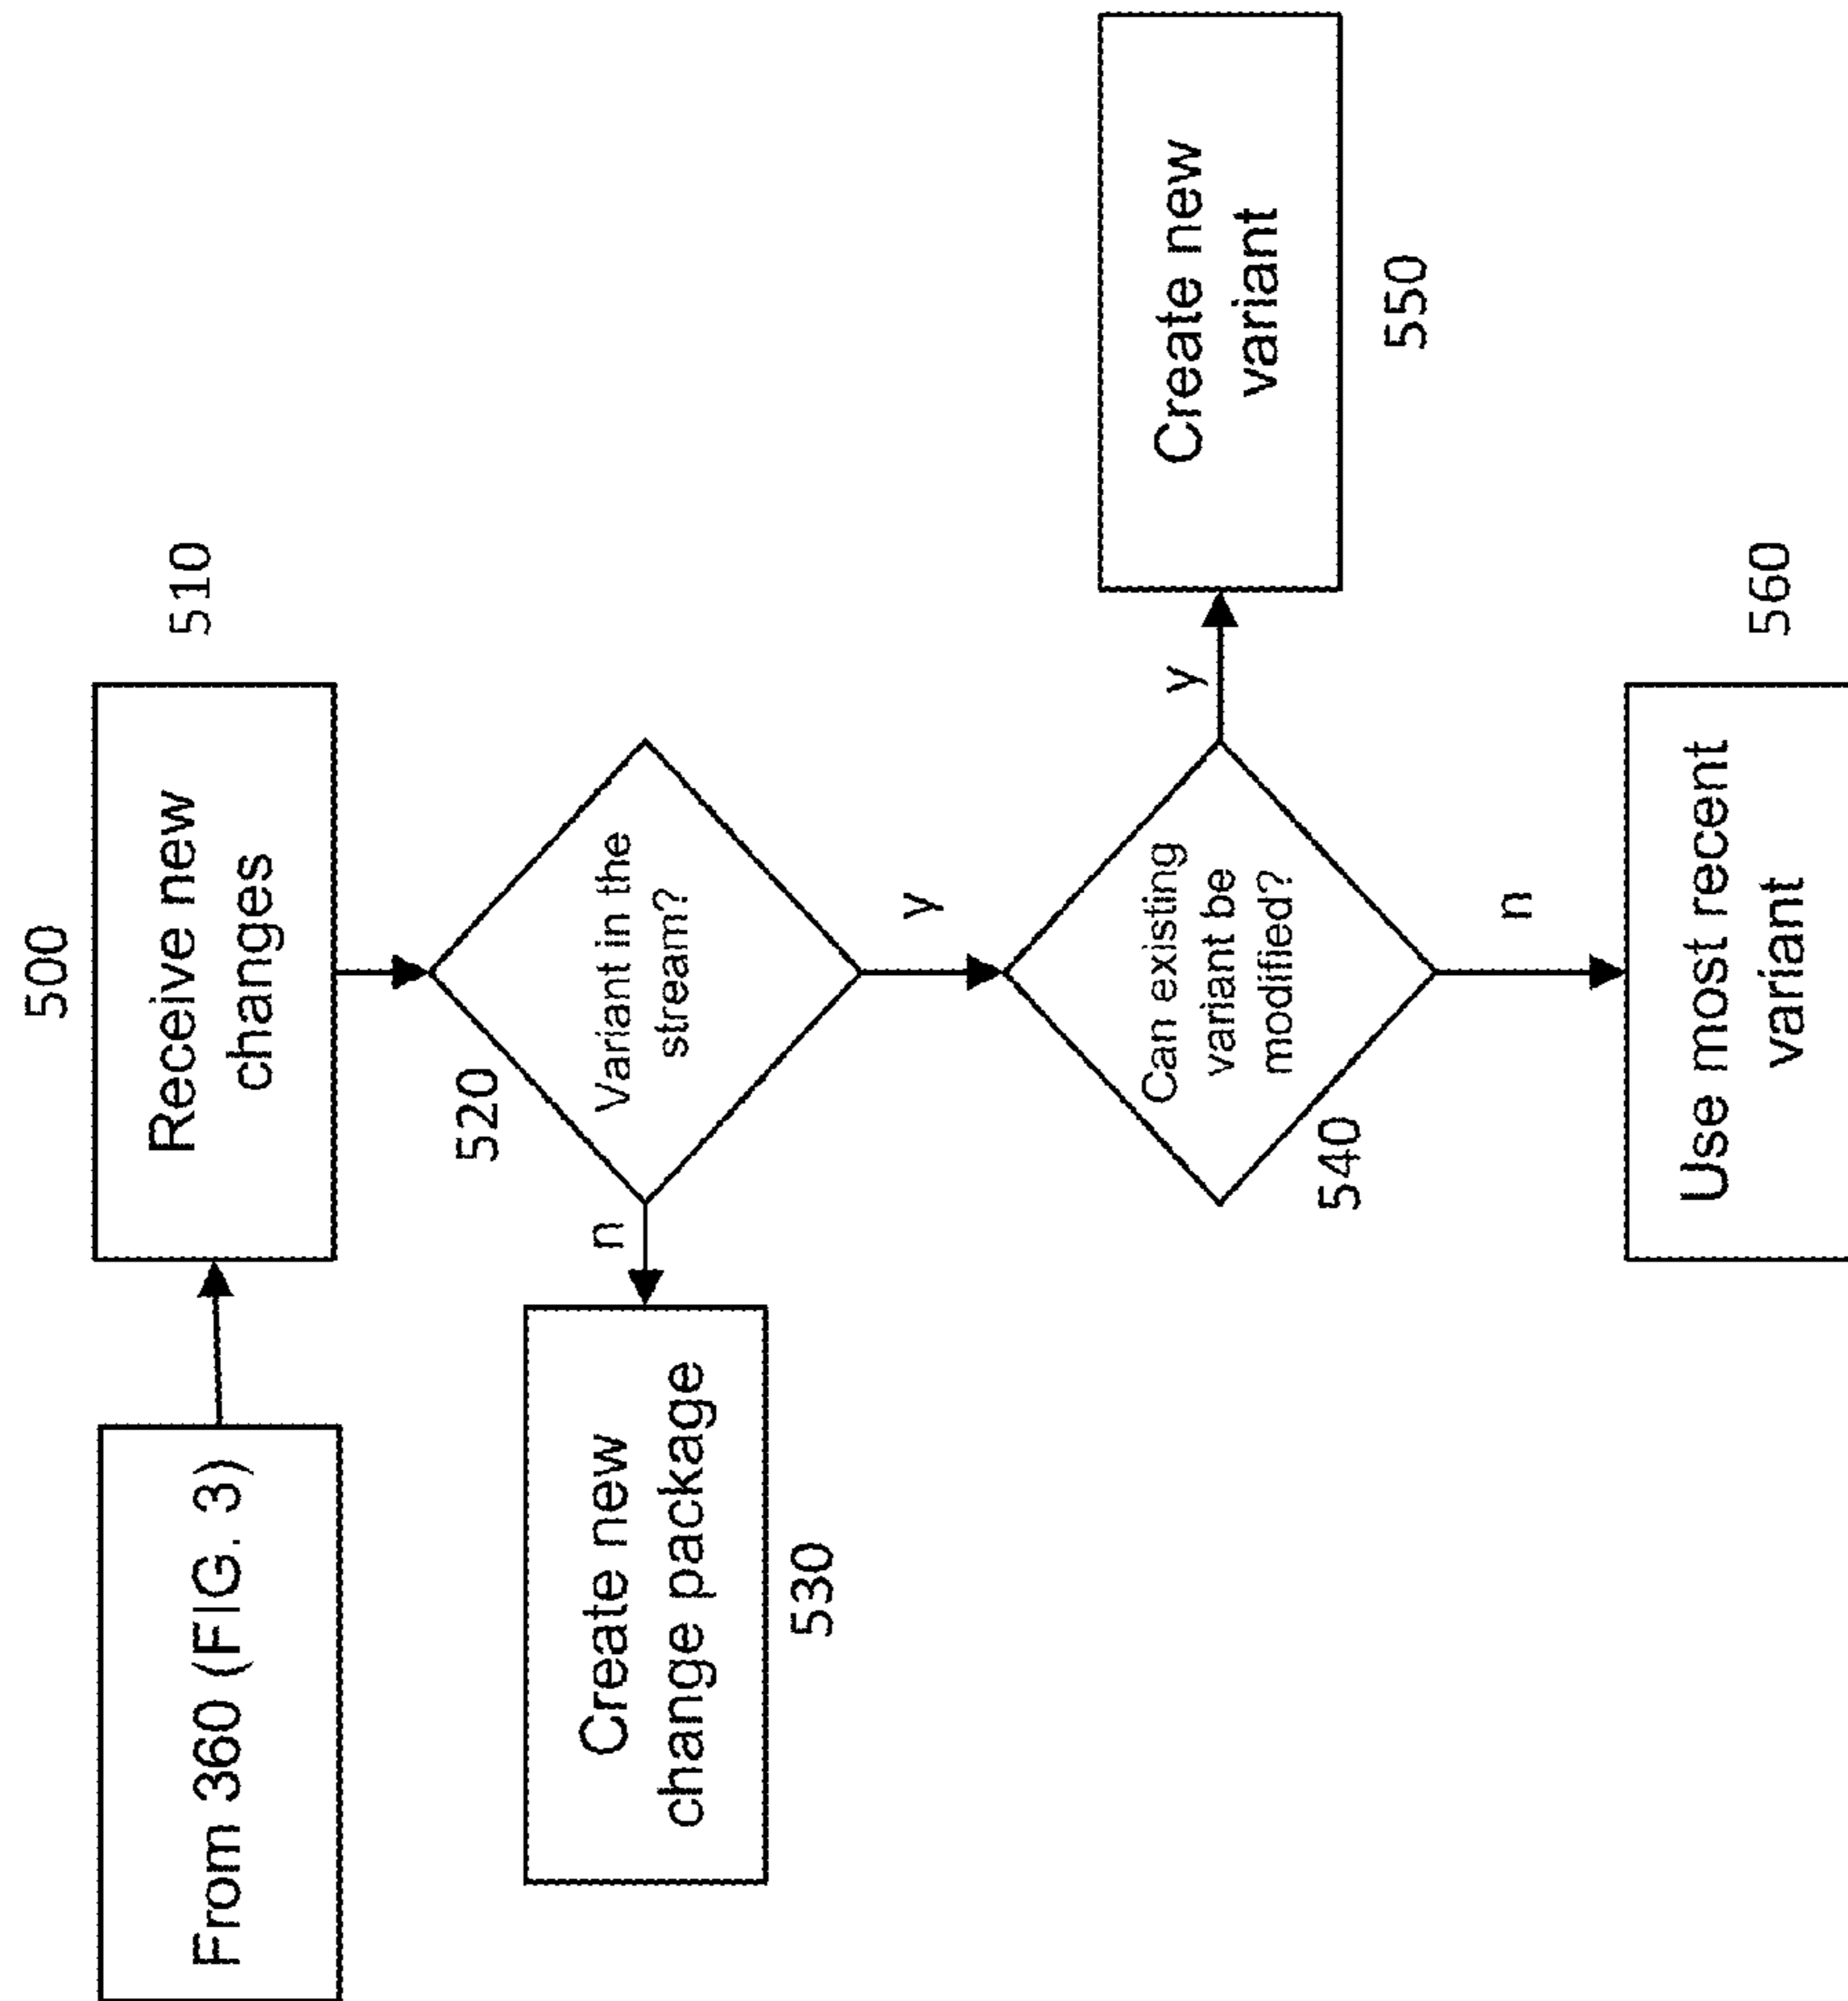 500
From 360 (FIG. 3)
Receive new
changes
510
520
Variant in the
stream?
n
Create new
change package
530
y
Can existing
variant be
modified?
540
y
Create new
variant
550
n
Use most recent
variant
560